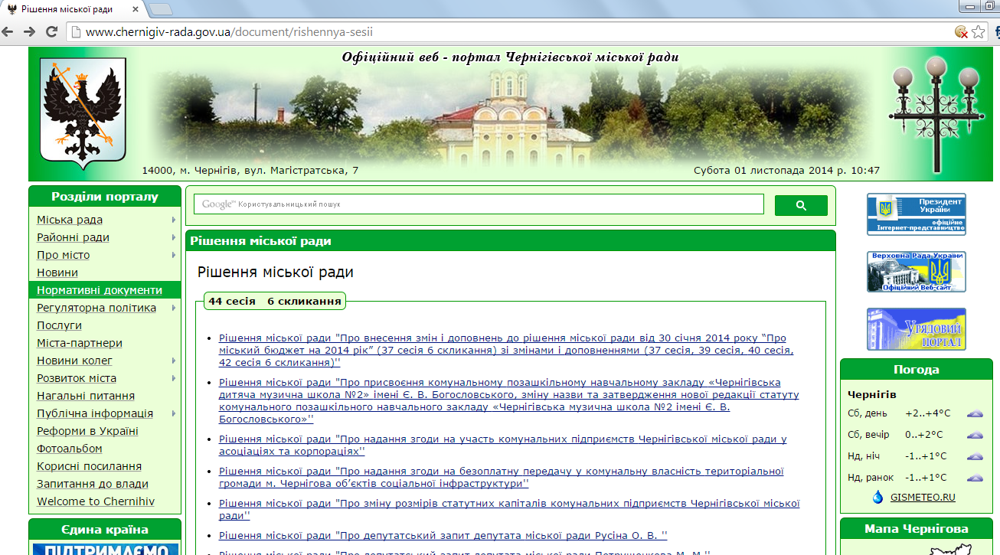 Рішення міської ради
www.chernigiv-rada.gov.ua/document/rishennya-sesii
Офіційний веб - портал Чернігівської міської ради
14000, м. Чернігів, вул. Магістратська, 7
Субота 01 листопада 2014 р. 10:47
Розділи порталу
Міська рада
Районні ради
Про місто
Новини
Нормативні документи
Регуляторна політика
Послуги
Міста-партнери
Новини колег
Розвиток міста
Нагальні питання
Публічна інформація
Реформи в Україні
Фотоальбом
Корисні посилання
Запитання до влади
Welcome to Chernihiv
Єдина країна
ПІДТРИМАЄМО
Google™ Користувальницький пошук
Рішення міської ради
Рішення міської ради
44 сесія 6 скликання
Рішення міської ради "Про внесення змін і доповнень до рішення міської ради від 30 січня 2014 року “Про
міський бюджет на 2014 рік” (37 сесія 6 скликання) зі змінами і доповненнями (37 сесія, 39 сесія, 40 сесія,
42 сесія 6 скликання)''
Рішення міської ради "Про присвоєння комунальному позашкільному навчальному закладу «Чернігівська
дитяча музична школа №2» імені Є. В. Богословського, зміну назви та затвердження нової редакції статуту
комунального позашкільного навчального закладу «Чернігівська музична школа №2 імені Є. В.
Богословського»''
Рішення міської ради "Про надання згоди на участь комунальних підприємств Чернігівської міської ради у
асоціаціях та корпораціях''
Рішення міської ради "Про надання згоди на безоплатну передачу у комунальну власність територіальної
громади м. Чернігова об’єктів соціальної інфраструктури''
Рішення міської ради "Про зміну розмірів статутних капіталів комунальних підприємств Чернігівської міської
ради''
Рішення міської ради "Про депутатський запит депутата міської ради Русіна О. В. ''
Рішення міської ради "Про депутатський запит депутата міської ради Петрущенкова М. М.''
Президент
України
офіційне
Інтернет-представництво
Верховна Рада України
Офіційний Веб-сайт
Урядовий
портал
Погода
Чернігів
Сб, день +2..+4°C
Сб, вечір 0..+2°C
Нд, ніч -1..+1°C
Нд, ранок -1..+1°C
GISMETEO.RU
Мапа Чернігова